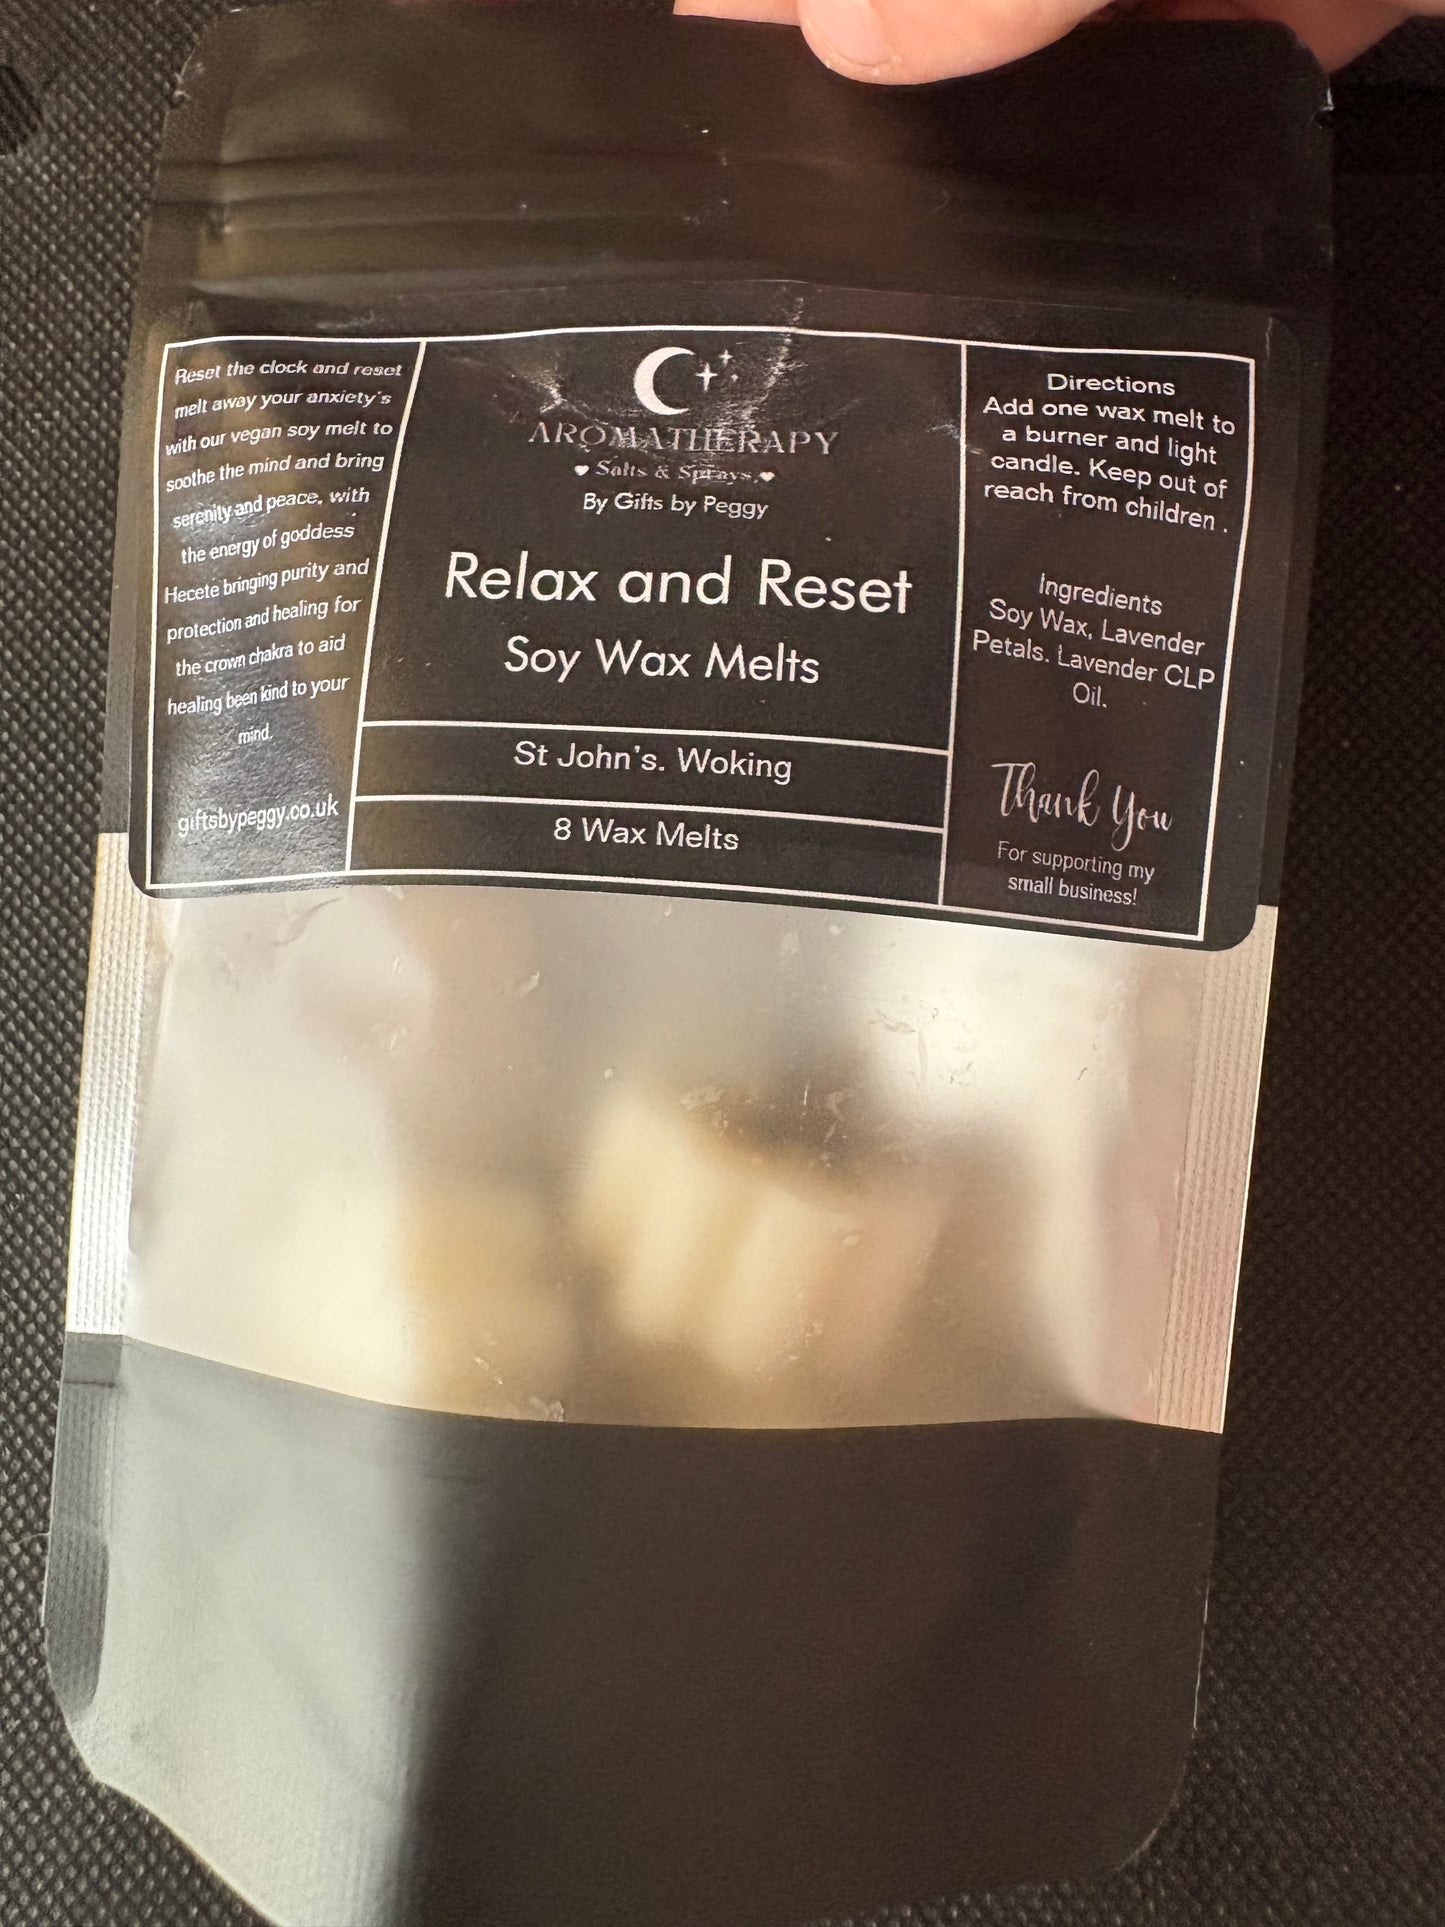 Reset the clock and reset
melt away your anxiety's
with our vegan soy melt to
soothe the mind and bring
serenity and peace, with
the energy of goddess
Hecete bringing purity and
protection and healing for
the crown chakra to aid
healing been kind to your
mind.
giftsbypeggy.co.uk
AROMATHERAPY
Salts & Sprays
By Gifts by Peggy
Relax and Reset
Soy Wax Melts
St John's. Woking
8 Wax Melts
Directions
Add one wax melt to
a burner and light
candle. Keep out of
reach from children .
Ingredients
Soy Wax, Lavender
Petals. Lavender CLP
Oil.
Thank You
For supporting my
small business!